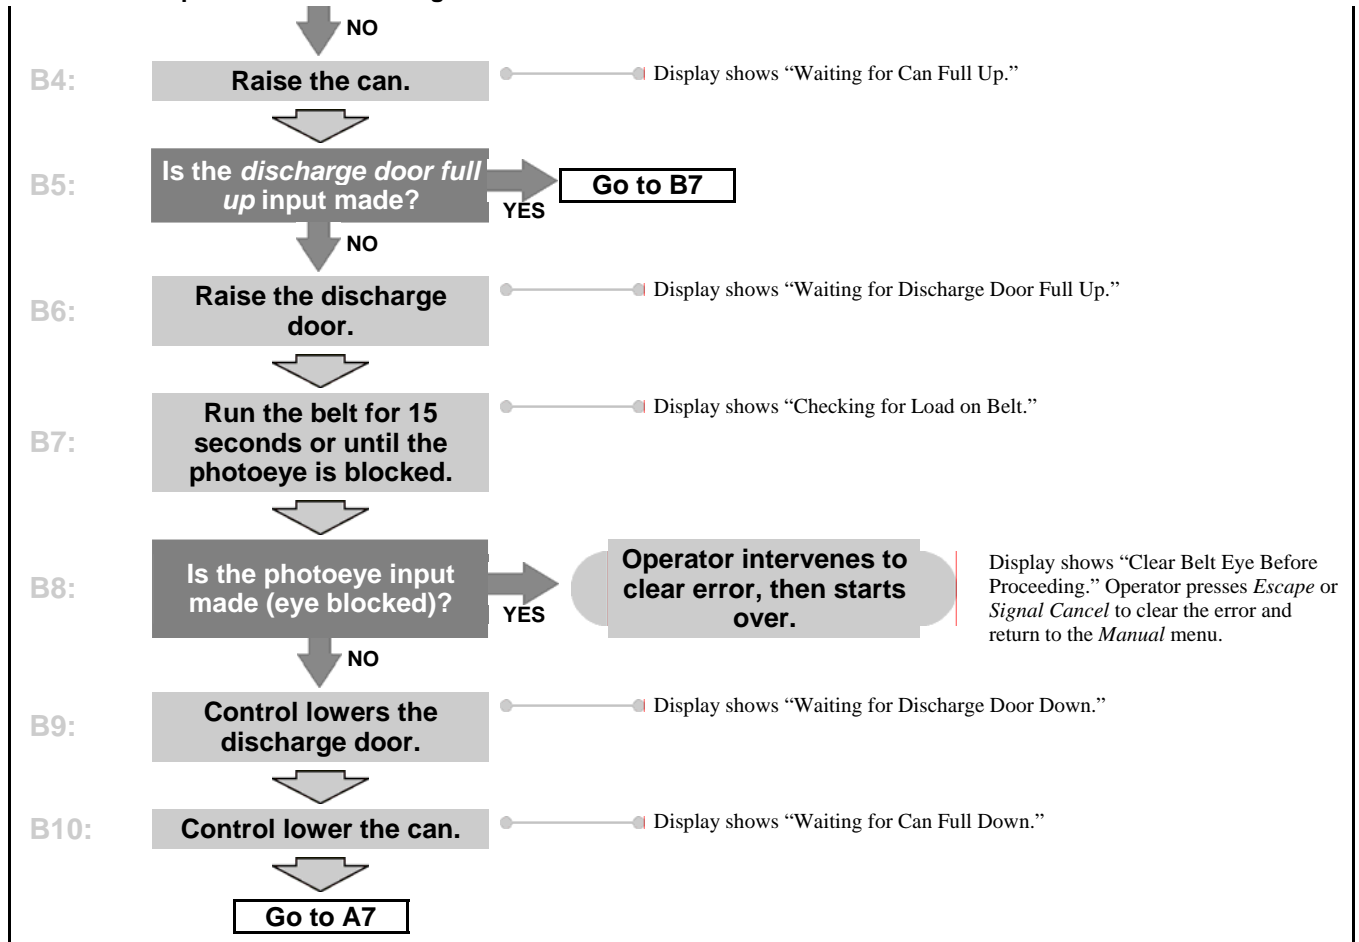 NO
B4:
Raise the can.
Display shows “Waiting for Can Full Up.”
B5:
Is the discharge door full
up input made?
YES
Go to B7
NO
B6:
Raise the discharge
door.
Display shows “Waiting for Discharge Door Full Up.”
B7:
Run the belt for 15
seconds or until the
photoeye is blocked.
Display shows “Checking for Load on Belt.”
B8:
Is the photoeye input
made (eye blocked)?
YES
Operator intervenes to
clear error, then starts
over.
Display shows “Clear Belt Eye Before
Proceeding.” Operator presses Escape or
Signal Cancel to clear the error and
return to the Manual menu.
NO
B9:
Control lowers the
discharge door.
Display shows “Waiting for Discharge Door Down.”
B10:
Control lower the can.
Display shows “Waiting for Can Full Down.”
Go to A7